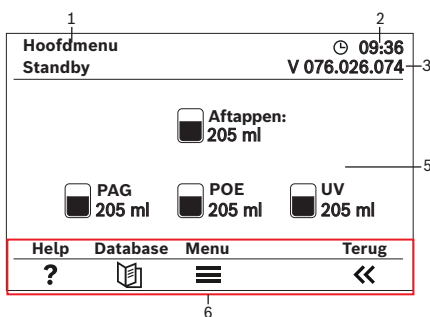 1 2
Hoofdmenu 09:36
Standby V 076.026.074 3
Aftappen:
205 ml
5
PAG POE UV
205 ml 205 ml 205 ml
Help Database Menu Terug
?
6